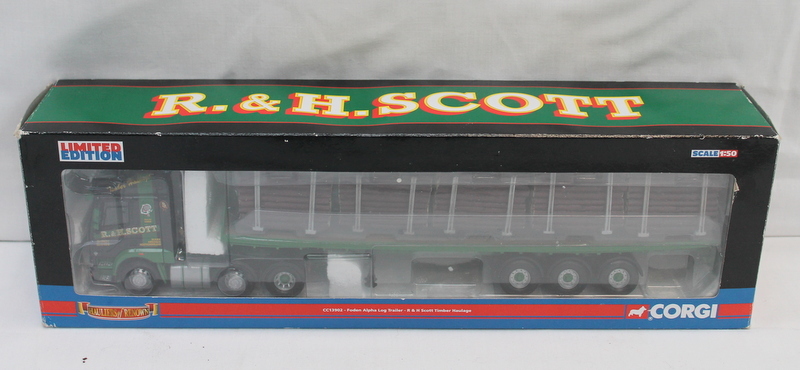 R. & H. SCOTT
LIMITED
EDITION
SCALE 1:50
R. & H. SCOTT
HAULIERS of RENOWN
CC13902 - Foden Alpha Log Trailer - R & H Scott Timber Haulage
CORGI